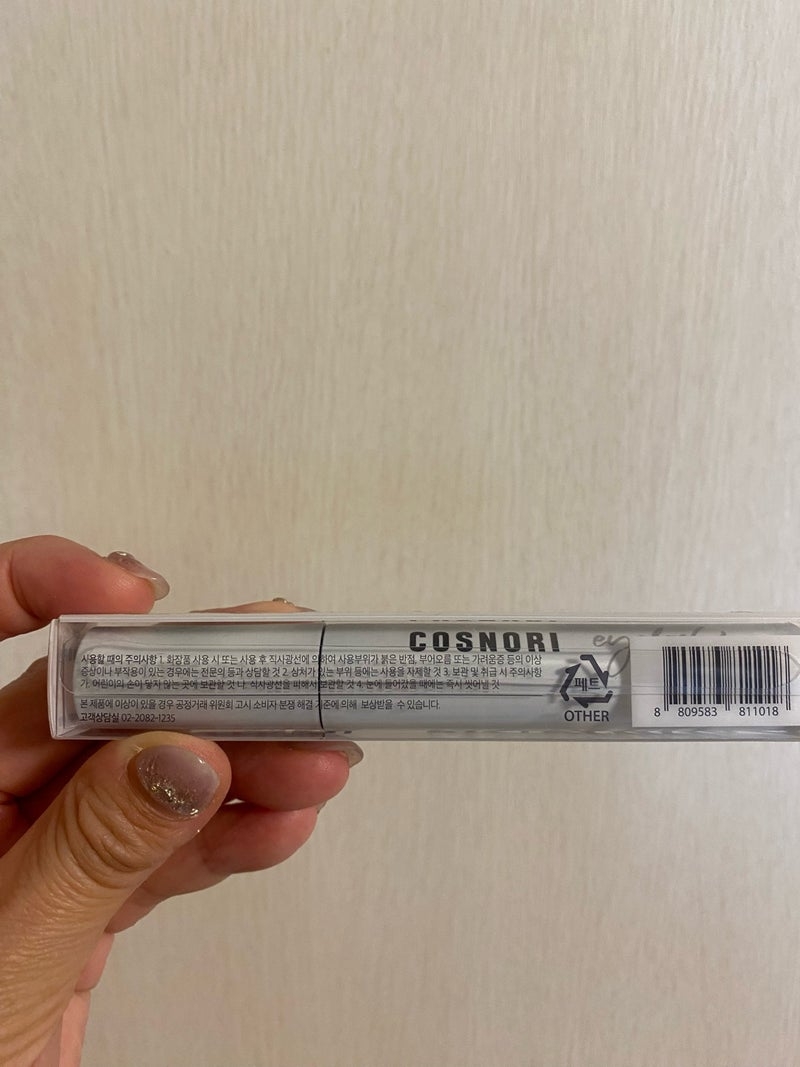 COSNORI
사용할 때의 주의사항 1. 화장품 사용 시 또는 사용 후 직사광선에 의하여 사용부위가 붉은 반점, 부어오름 또는 가려움증 등의 이상
증상이나 부작용이 있는 경우에는 전문의 등과 상담할 것 2. 상처가 있는 부위 등에는 사용을 자제할 것 3. 보관 및 취급 시 주의사항
가. 어린이의 손이 닿지 않는 곳에 보관할 것 나. 직사광선을 피해서 보관할 것 4. 눈에 들어갔을 때에는 즉시 씻어낼 것
본 제품에 이상이 있을 경우 공정거래 위원회 고시 소비자 분쟁 해결 기준에 의해 보상받을 수 있습니다.
고객상담실 02-2082-1235
페트
OTHER
8 809583 811018